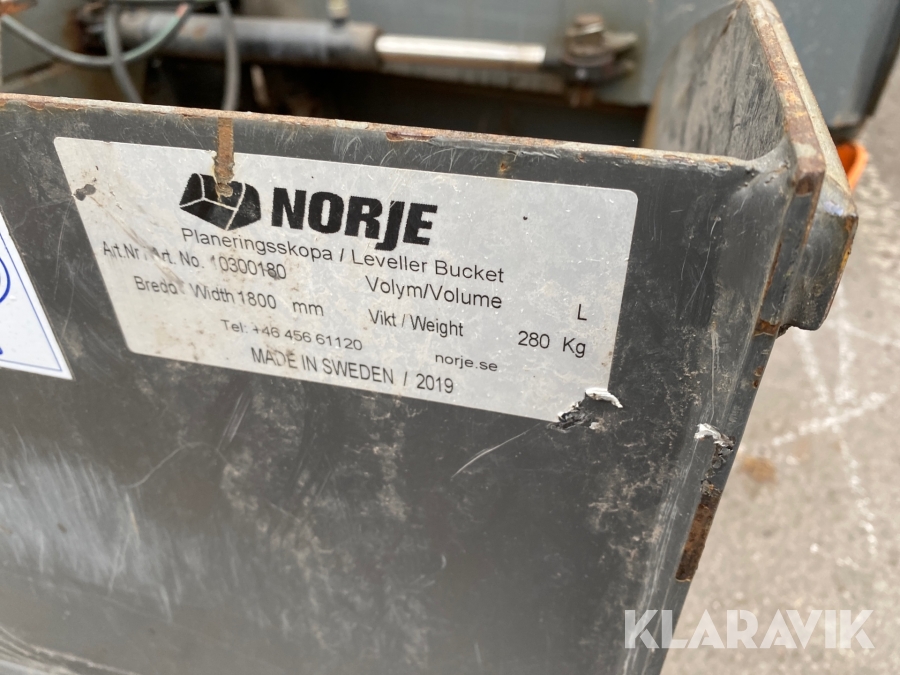 NORJE
Planeringsskopa / Leveller Bucket
Art.Nr / Art. No. 10300180
Volym/Volume L
Bredd / Width 1800 mm
Vikt / Weight 280 Kg
Tel: +46 456 61120 norje.se
MADE IN SWEDEN / 2019
KLARAVIK